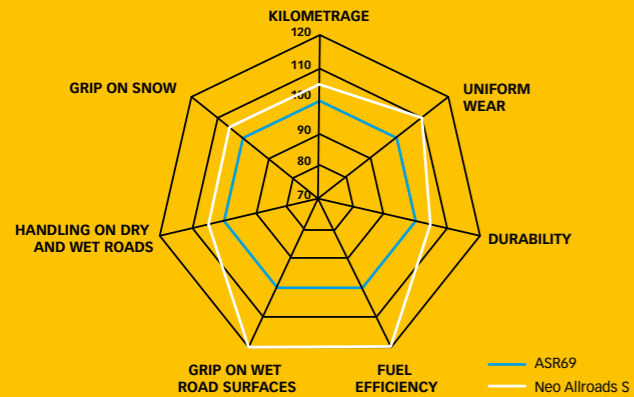 KILOMETRAGE
120
110
100
90
80
70
GRIP ON SNOW
UNIFORM
WEAR
HANDLING ON DRY
AND WET ROADS
DURABILITY
GRIP ON WET
ROAD SURFACES
FUEL
EFFICIENCY
ASR69
Neo Allroads S